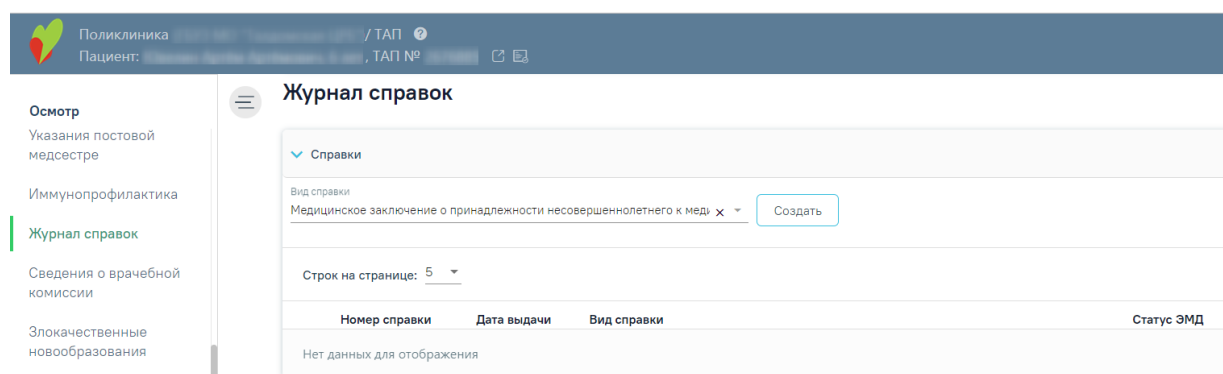 Поликлиника / ТАП ?
Пациент: , ТАП №
Осмотр
Указания постовой
медсестре
Иммунопрофилактика
Журнал справок
Сведения о врачебной
комиссии
Злокачественные
новообразования
Журнал справок
Справки
Вид справки
Медицинское заключение о принадлежности несовершеннолетнего к меди
Создать
Строк на странице: 5
Номер справки Дата выдачи Вид справки Статус ЭМД
Нет данных для отображения